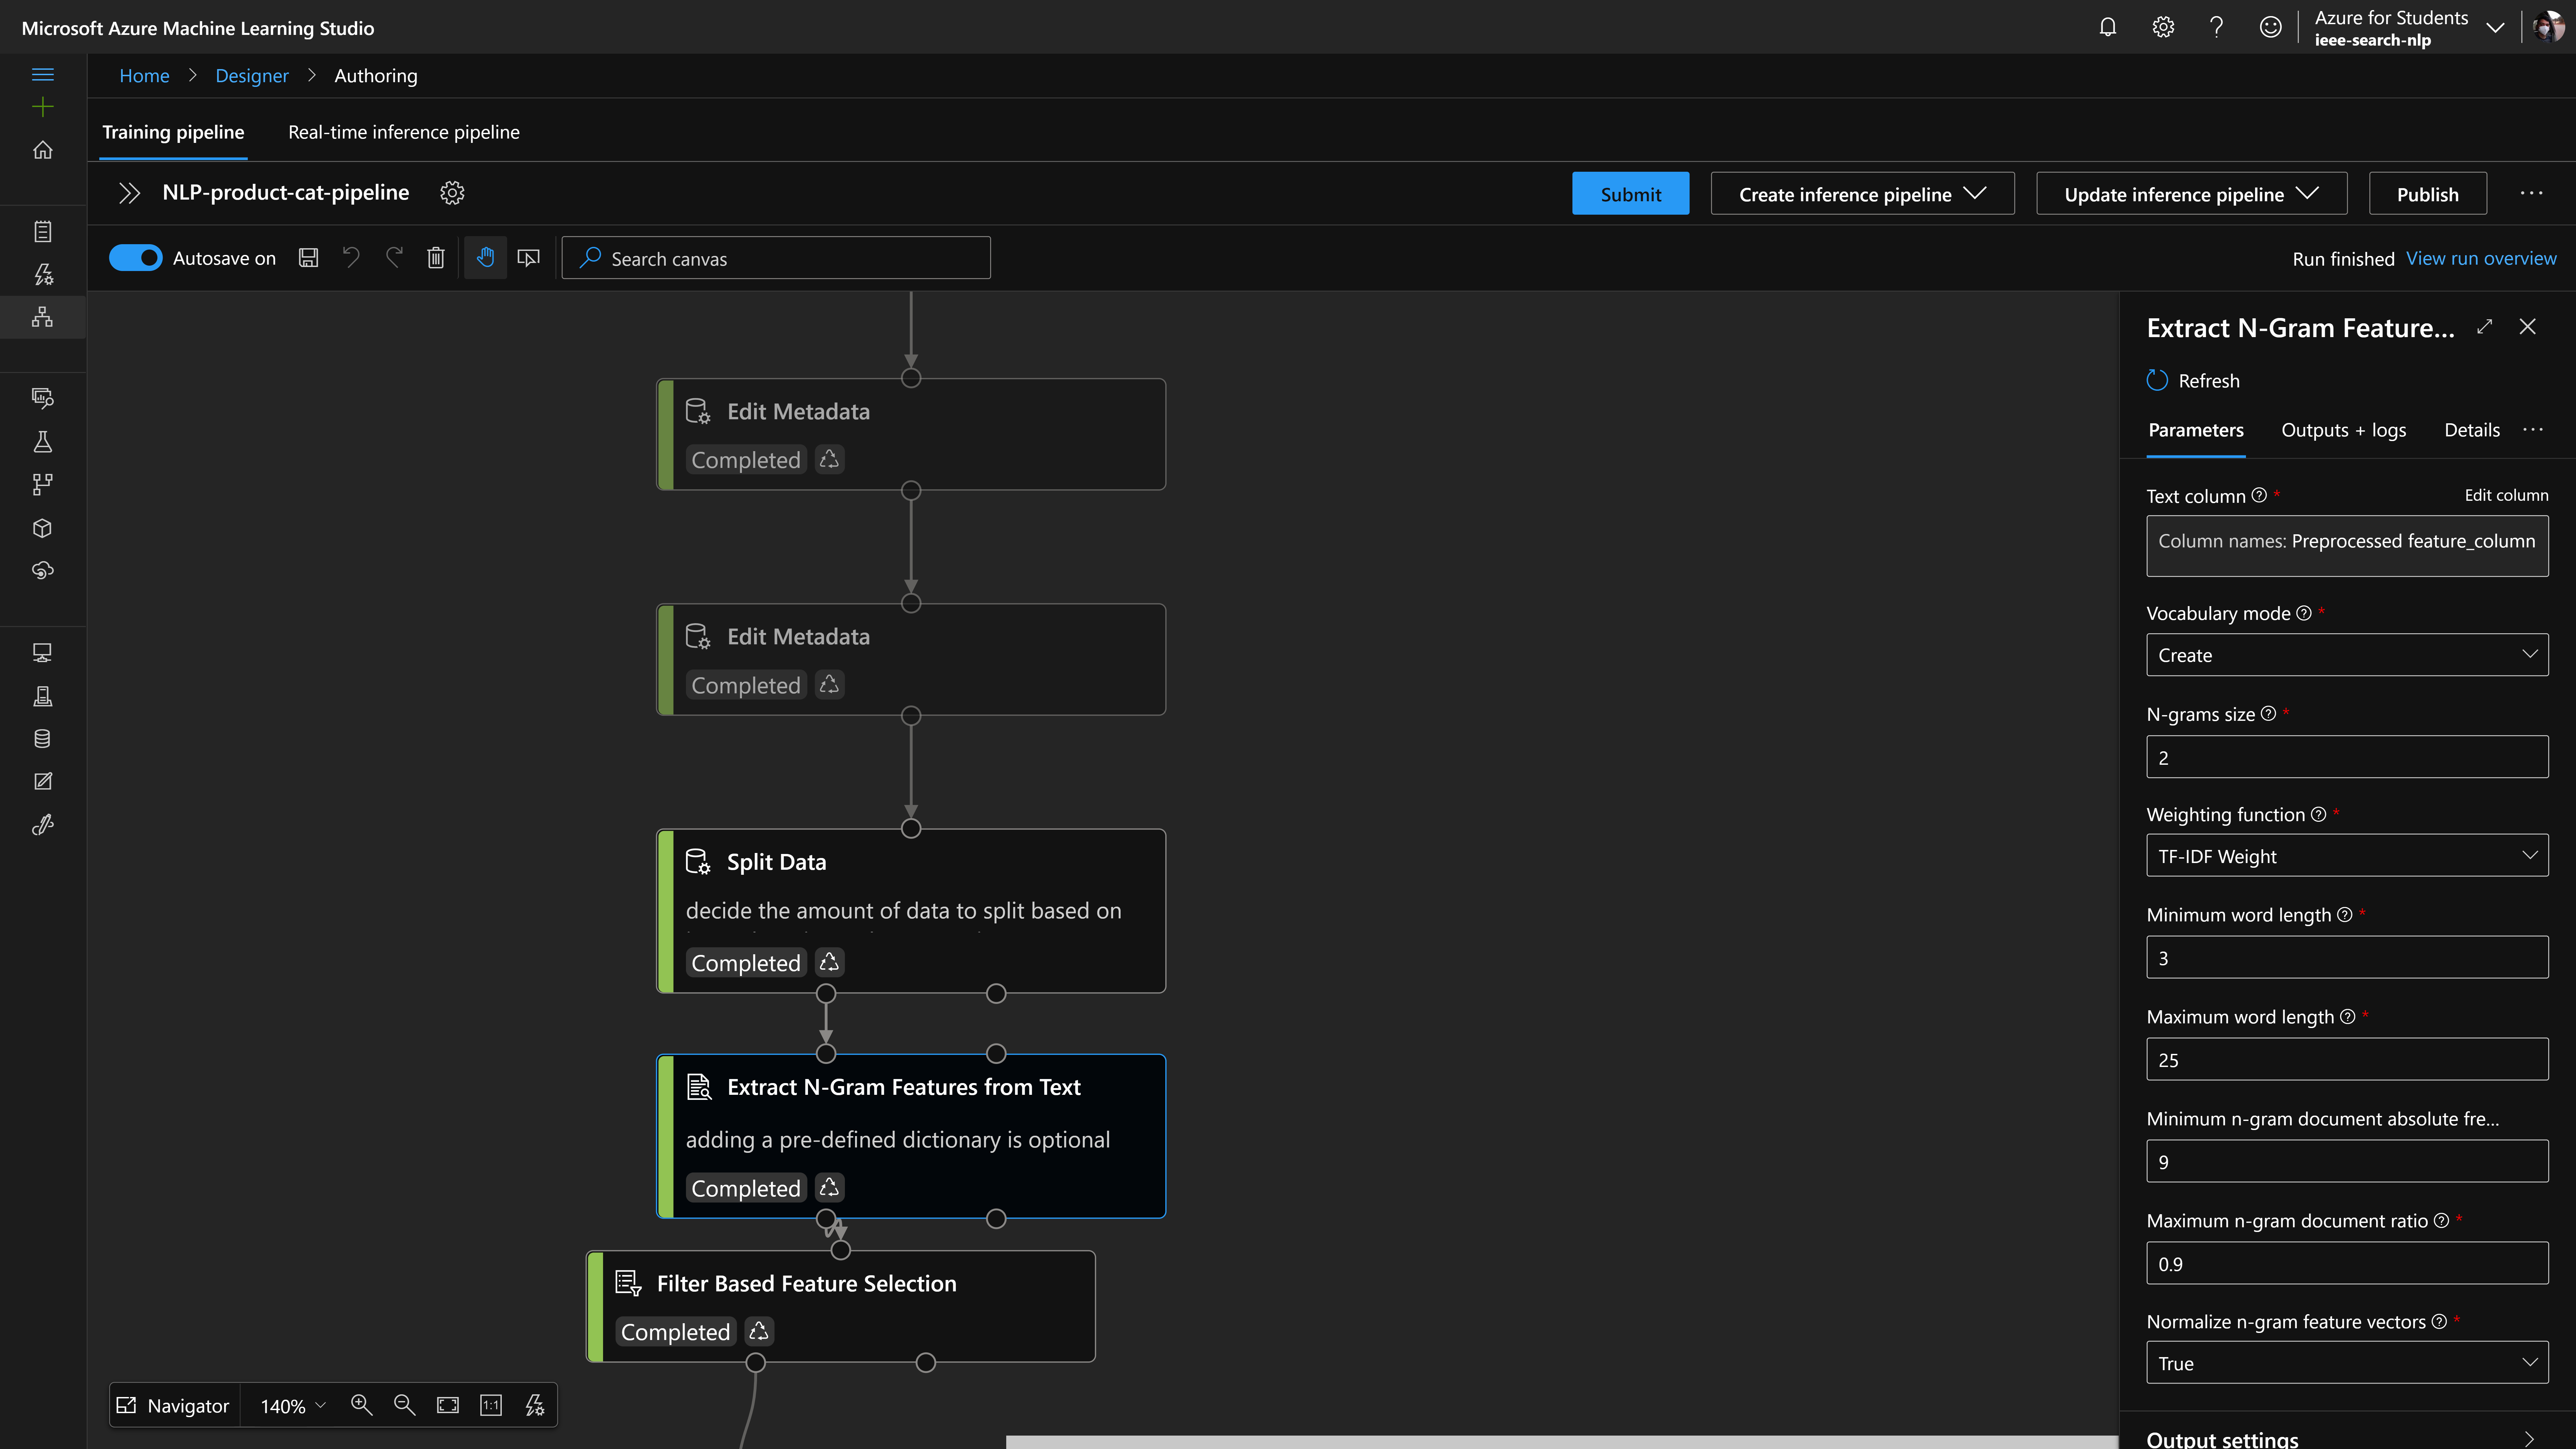 Microsoft Azure Machine Learning Studio
Azure for Students
ieee-search-nlp
Home > Designer > Authoring
Training pipeline Real-time inference pipeline
NLP-product-cat-pipeline
Submit Create inference pipeline Update inference pipeline Publish
Autosave on Search canvas Run finished View run overview
Edit Metadata
Completed
Edit Metadata
Completed
Split Data
decide the amount of data to split based on
Completed
Extract N-Gram Features from Text
adding a pre-defined dictionary is optional
Completed
Filter Based Feature Selection
Completed
Navigator 140% 1:1
Extract N-Gram Feature...
Refresh
Parameters Outputs + logs Details
Text column * Edit column
Column names: Preprocessed feature_column
Vocabulary mode *
Create
N-grams size *
2
Weighting function *
TF-IDF Weight
Minimum word length *
3
Maximum word length *
25
Minimum n-gram document absolute fre...
9
Maximum n-gram document ratio *
0.9
Normalize n-gram feature vectors *
True
Output settings